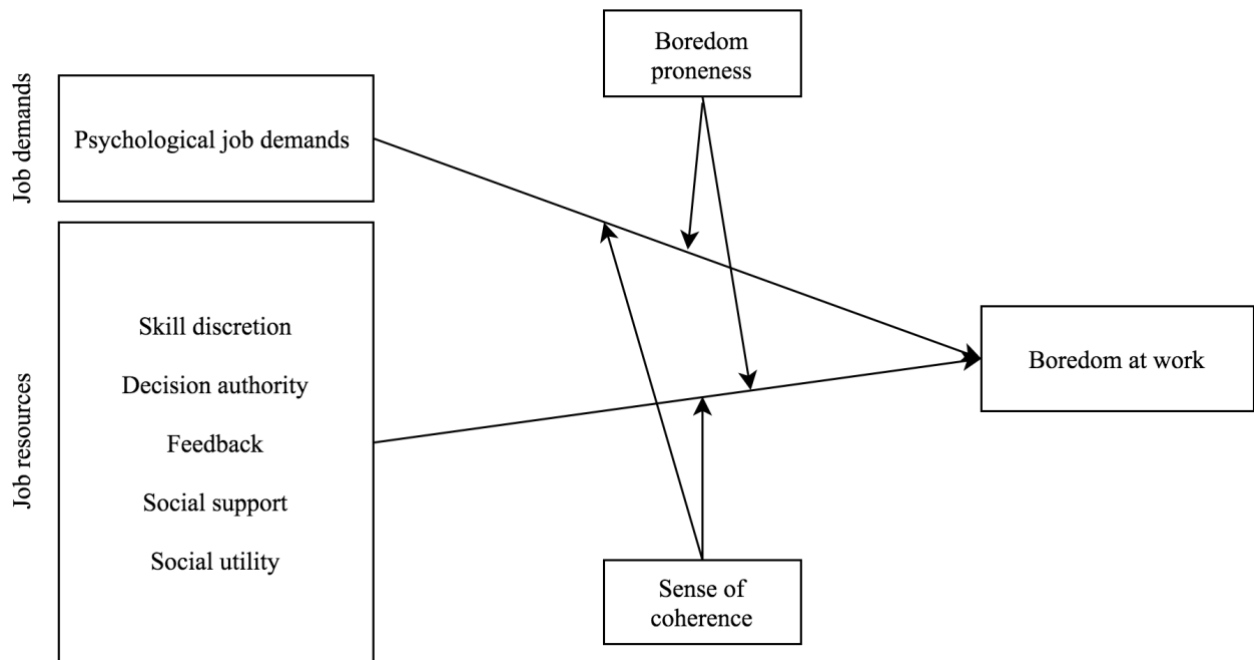 Job demands
Psychological job demands
Boredom
proneness
Job resources
Skill discretion
Decision authority
Feedback
Social support
Social utility
Boredom at work
Sense of
coherence